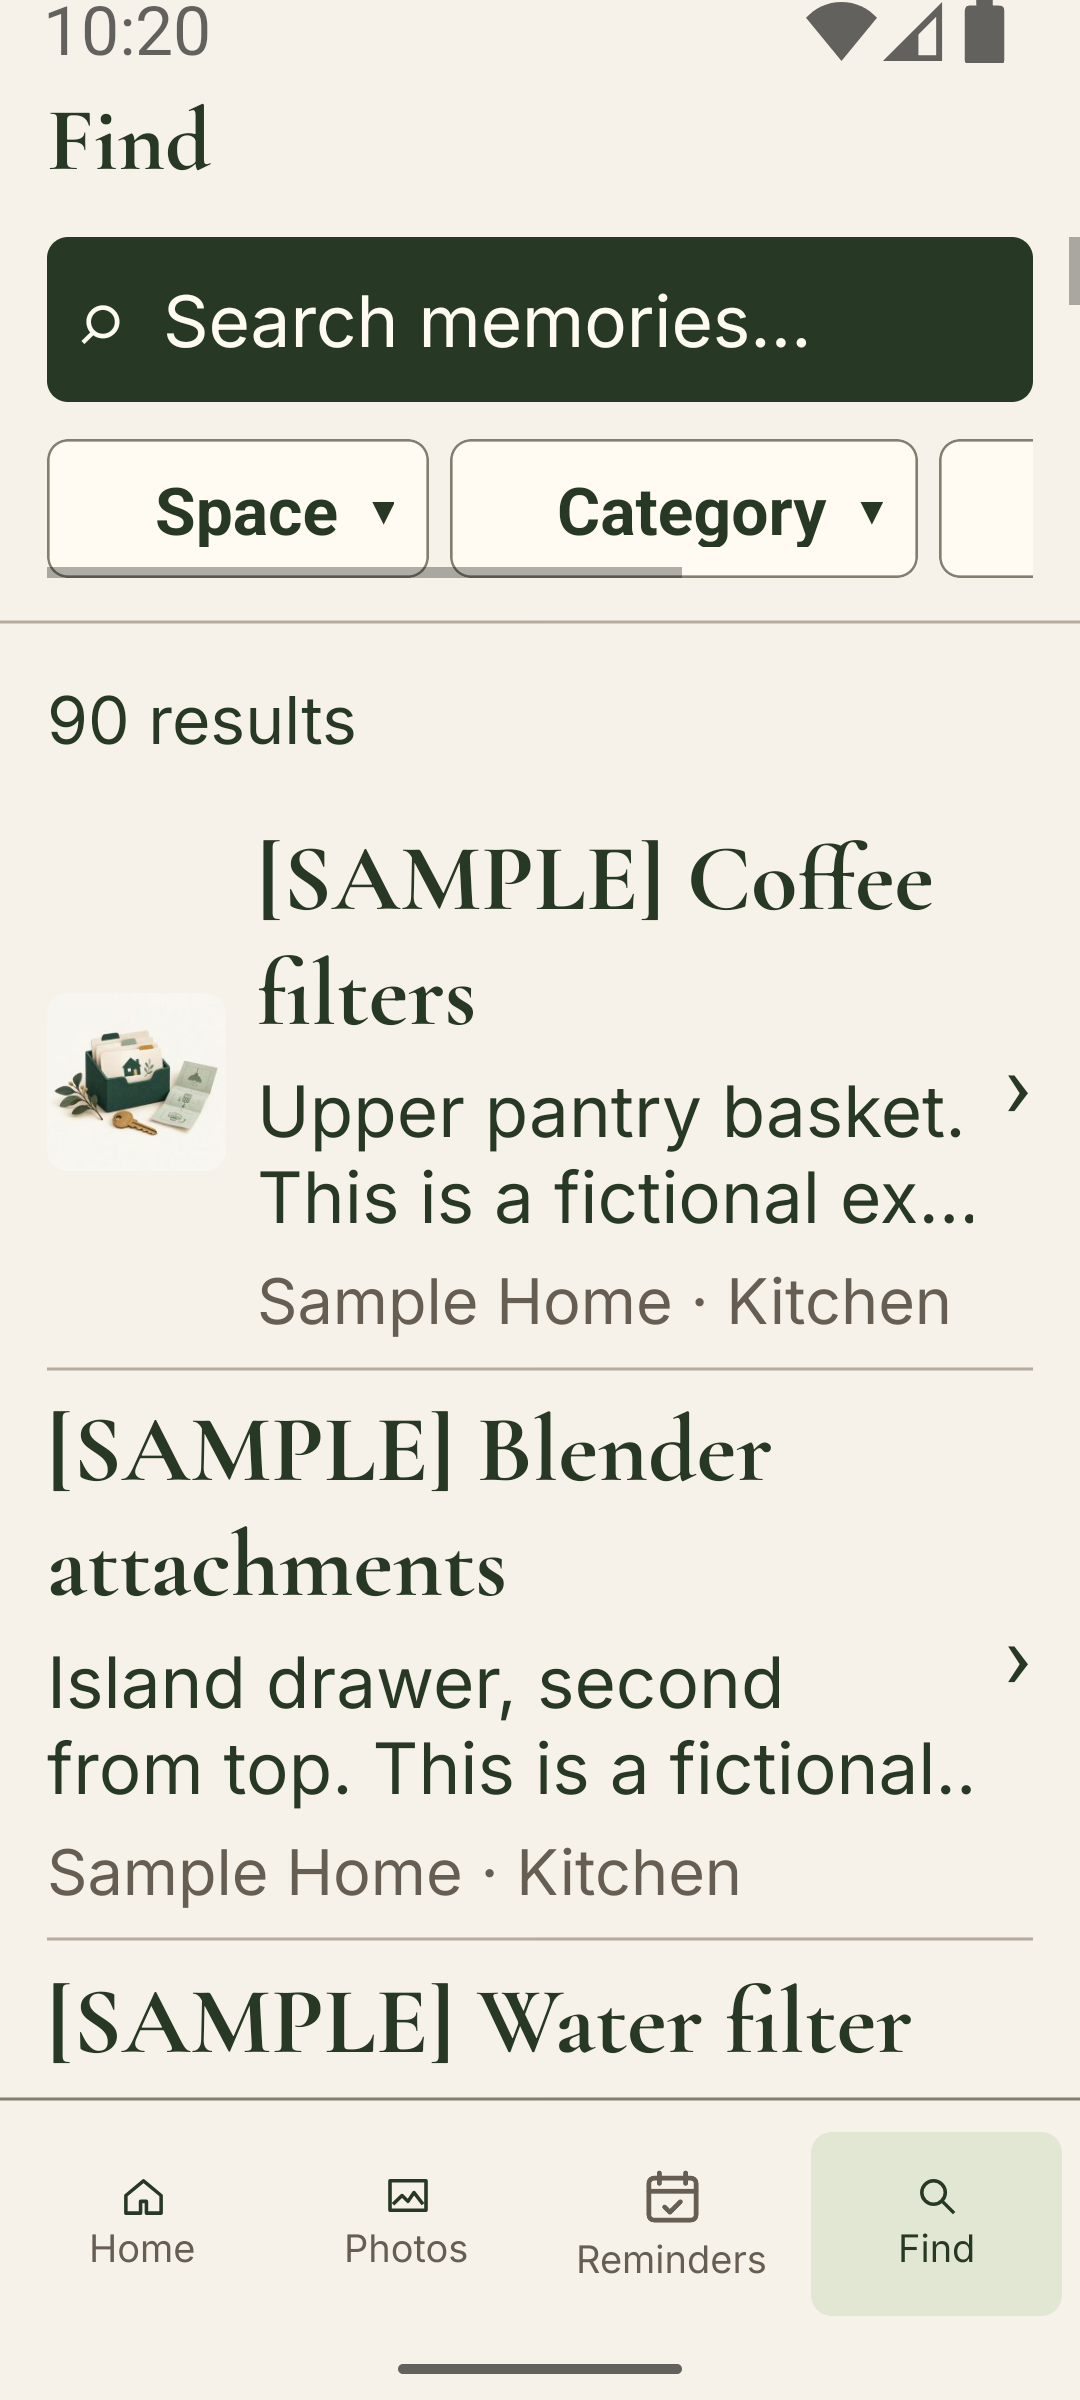 10:20
Find
Search memories...
Space ▼
Category ▼
90 results
[SAMPLE] Coffee
filters
Upper pantry basket.
This is a fictional ex...
Sample Home · Kitchen
[SAMPLE] Blender
attachments
Island drawer, second
from top. This is a fictional..
Sample Home · Kitchen
[SAMPLE] Water filter
Home
Photos
Reminders
Find